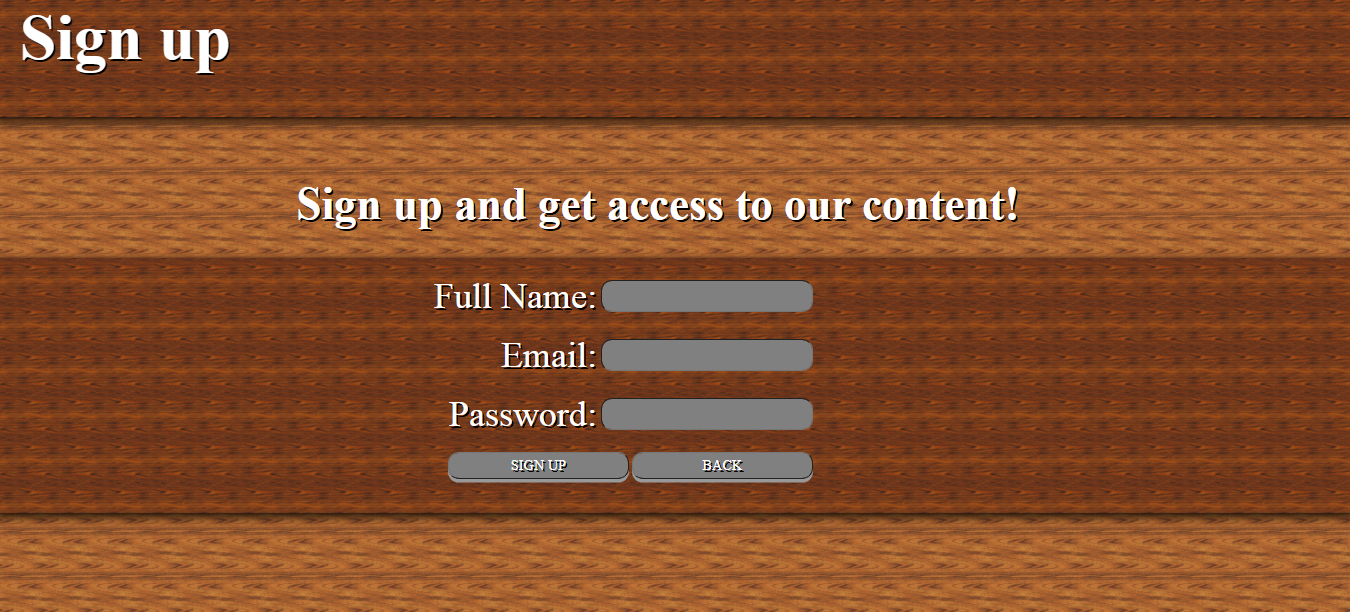 Sign up
Sign up and get access to our content!
Full Name:
Email:
Password:
SIGN UP BACK